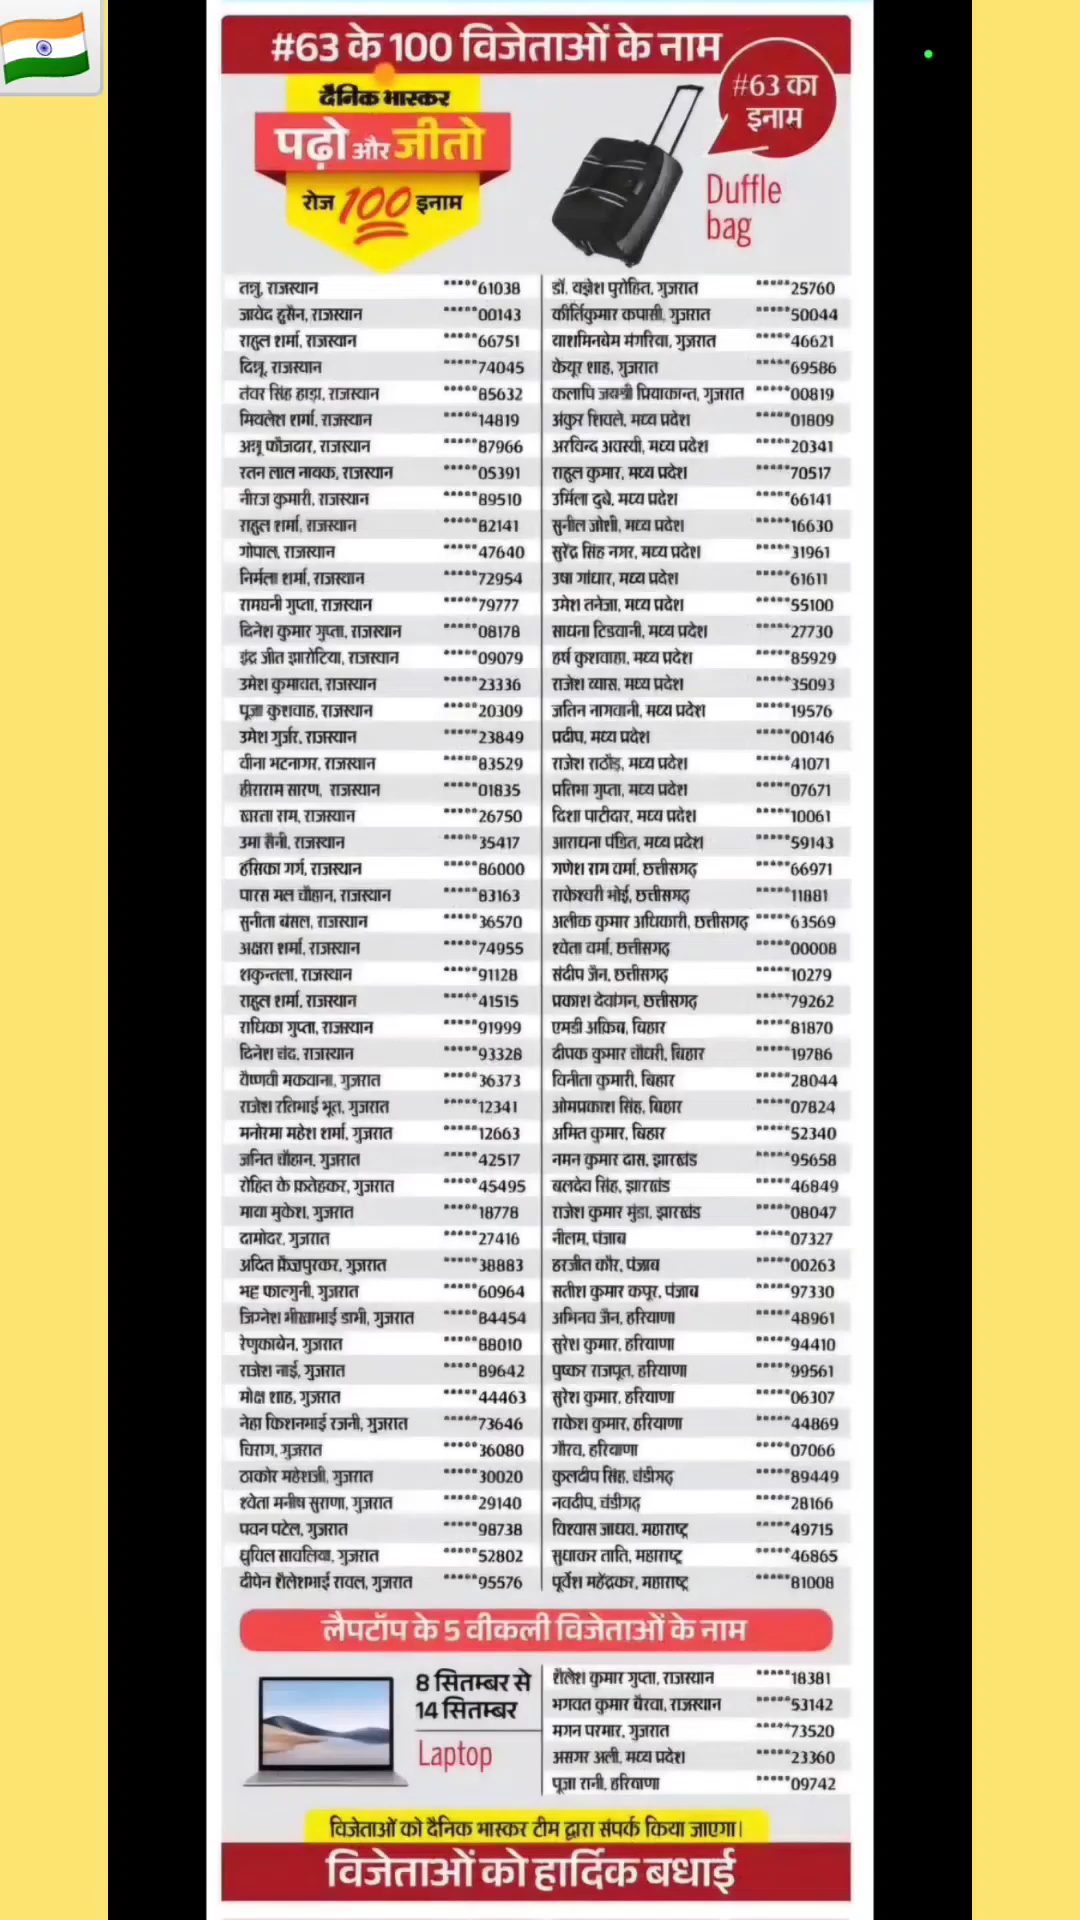 #63 के 100 विजेताओं के नाम
दैनिक भास्कर
पढ़ो और जीतो
रोज 100 इनाम
#63 का
इनाम
Duffle
bag
तन्नु, राजस्थान *****61038
जावेद हुसैन, राजस्थान *****00143
राहुल शर्मा, राजस्थान *****66751
दिन्नू, राजस्थान *****74045
तंवर सिंह हाड़ा, राजस्थान *****85632
मिथलेश शर्मा, राजस्थान *****14819
अन्नू फौजदार, राजस्थान *****87966
रतन लाल नायक, राजस्थान *****05391
नीरज कुमारी, राजस्थान *****89510
राहुल शर्मा, राजस्थान *****82141
गोपाल, राजस्थान *****47640
निर्मला शर्मा, राजस्थान *****72954
रामघनी गुप्ता, राजस्थान *****79777
दिनेश कुमार गुप्ता, राजस्थान *****08178
इंद्र जीत झारोटिया, राजस्थान *****09079
उमेश कुमावत, राजस्थान *****23336
पूजा कुशवाह, राजस्थान *****20309
उमेश गुर्जर, राजस्थान *****23849
वीना भटनागर, राजस्थान *****83529
हीराराम सारण, राजस्थान *****01835
खरता राम, राजस्थान *****26750
उमा सैनी, राजस्थान *****35417
हंसिका गर्ग, राजस्थान *****86000
पारस मल चौहान, राजस्थान *****83163
सुनीता बंसल, राजस्थान *****36570
अक्षरा शर्मा, राजस्थान *****74955
शकुन्तला, राजस्थान *****91128
राहुल शर्मा, राजस्थान *****41515
राधिका गुप्ता, राजस्थान *****91999
दिनेश चंद, राजस्थान *****93328
वैष्णवी मकवाना, गुजरात *****36373
राजेश रतिभाई भूत, गुजरात *****12341
मनोरमा महेश शर्मा, गुजरात *****12663
जनित चौहान, गुजरात *****42517
रोहित के फ़तेहकर, गुजरात *****45495
माया मुकेश, गुजरात *****18778
दामोदर, गुजरात *****27416
अदित फ़ैज़पुरकर, गुजरात *****38883
भट्ट फाल्गुनी, गुजरात *****60964
जिग्नेश भीखाभाई डाभी, गुजरात *****84454
रेणुकाबेन, गुजरात *****88010
राजेश नाई, गुजरात *****89642
मोक्ष शाह, गुजरात *****44463
नेहा किशनभाई रजनी, गुजरात *****73646
चिराग, गुजरात *****36080
ठाकोर महेशजी, गुजरात *****30020
श्वेता मनीष सुराणा, गुजरात *****29140
पवन पटेल, गुजरात *****98738
ध्रुविल सावलिया, गुजरात *****52802
दीपेन शैलेशभाई रावल, गुजरात *****95576
डॉ. यज्ञेश पुरोहित, गुजरात *****25760
कीर्तिकुमार कपासी, गुजरात *****50044
याशमिनबेम मंगरिया, गुजरात *****46621
केयूर शाह, गुजरात *****69586
कलापि जयश्री प्रियाकान्त, गुजरात *****00819
अंकुर शिवले, मध्य प्रदेश *****01809
अरविन्द अवस्थी, मध्य प्रदेश *****20341
राहुल कुमार, मध्य प्रदेश *****70517
उर्मिला दुबे, मध्य प्रदेश *****66141
सुनील जोशी, मध्य प्रदेश *****16630
सुरेंद्र सिंह नगर, मध्य प्रदेश *****31961
उषा गांधार, मध्य प्रदेश *****61611
उमेश तनेजा, मध्य प्रदेश *****55100
साधना टिडवानी, मध्य प्रदेश *****27730
हर्ष कुशवाहा, मध्य प्रदेश *****85929
राजेश व्यास, मध्य प्रदेश *****35093
जतिन नागवानी, मध्य प्रदेश *****19576
प्रदीप, मध्य प्रदेश *****00146
राजेश राठौड़, मध्य प्रदेश *****41071
प्रतिभा गुप्ता, मध्य प्रदेश *****07671
दिशा पाटीदार, मध्य प्रदेश *****10061
आराधना पंडित, मध्य प्रदेश *****59143
गणेश राम वर्मा, छत्तीसगढ़ *****66971
राकेश्वरी भोई, छत्तीसगढ़ *****11881
अलीक कुमार अधिकारी, छत्तीसगढ़ *****63569
श्वेता वर्मा, छत्तीसगढ़ *****00008
संदीप जैन, छत्तीसगढ़ *****10279
प्रकाश देवांगन, छत्तीसगढ़ *****79262
एमडी अक़िब, बिहार *****81870
दीपक कुमार चौधरी, बिहार *****19786
विनीता कुमारी, बिहार *****28044
ओमप्रकाश सिंह, बिहार *****07824
अमित कुमार, बिहार *****52340
नमन कुमार दास, झारखंड *****95658
बलदेव सिंह, झारखंड *****46849
राजेश कुमार मुंडा, झारखंड *****08047
नीलम, पंजाब *****07327
हरजीत कौर, पंजाब *****00263
सतीश कुमार कपूर, पंजाब *****97330
अभिनव जैन, हरियाणा *****48961
सुरेश कुमार, हरियाणा *****94410
पुष्कर राजपूत, हरियाणा *****99561
सुरेश कुमार, हरियाणा *****06307
राकेश कुमार, हरियाणा *****44869
गौरव, हरियाणा *****07066
कुलदीप सिंह, चंडीगढ़ *****89449
नवदीप, चंडीगढ़ *****28166
विश्वास जाधव, महाराष्ट्र *****49715
सुधाकर ताति, महाराष्ट्र *****46865
पूर्वेश महेंद्रकर, महाराष्ट्र *****81008
लैपटॉप के 5 वीकली विजेताओं के नाम
8 सितम्बर से
14 सितम्बर
Laptop
शैलेश कुमार गुप्ता, राजस्थान *****18381
भगवत कुमार बैरवा, राजस्थान *****53142
मगन परमार, गुजरात *****73520
असगर अली, मध्य प्रदेश *****23360
पूजा रानी, हरियाणा *****09742
विजेताओं को दैनिक भास्कर टीम द्वारा संपर्क किया जाएगा।
विजेताओं को हार्दिक बधाई